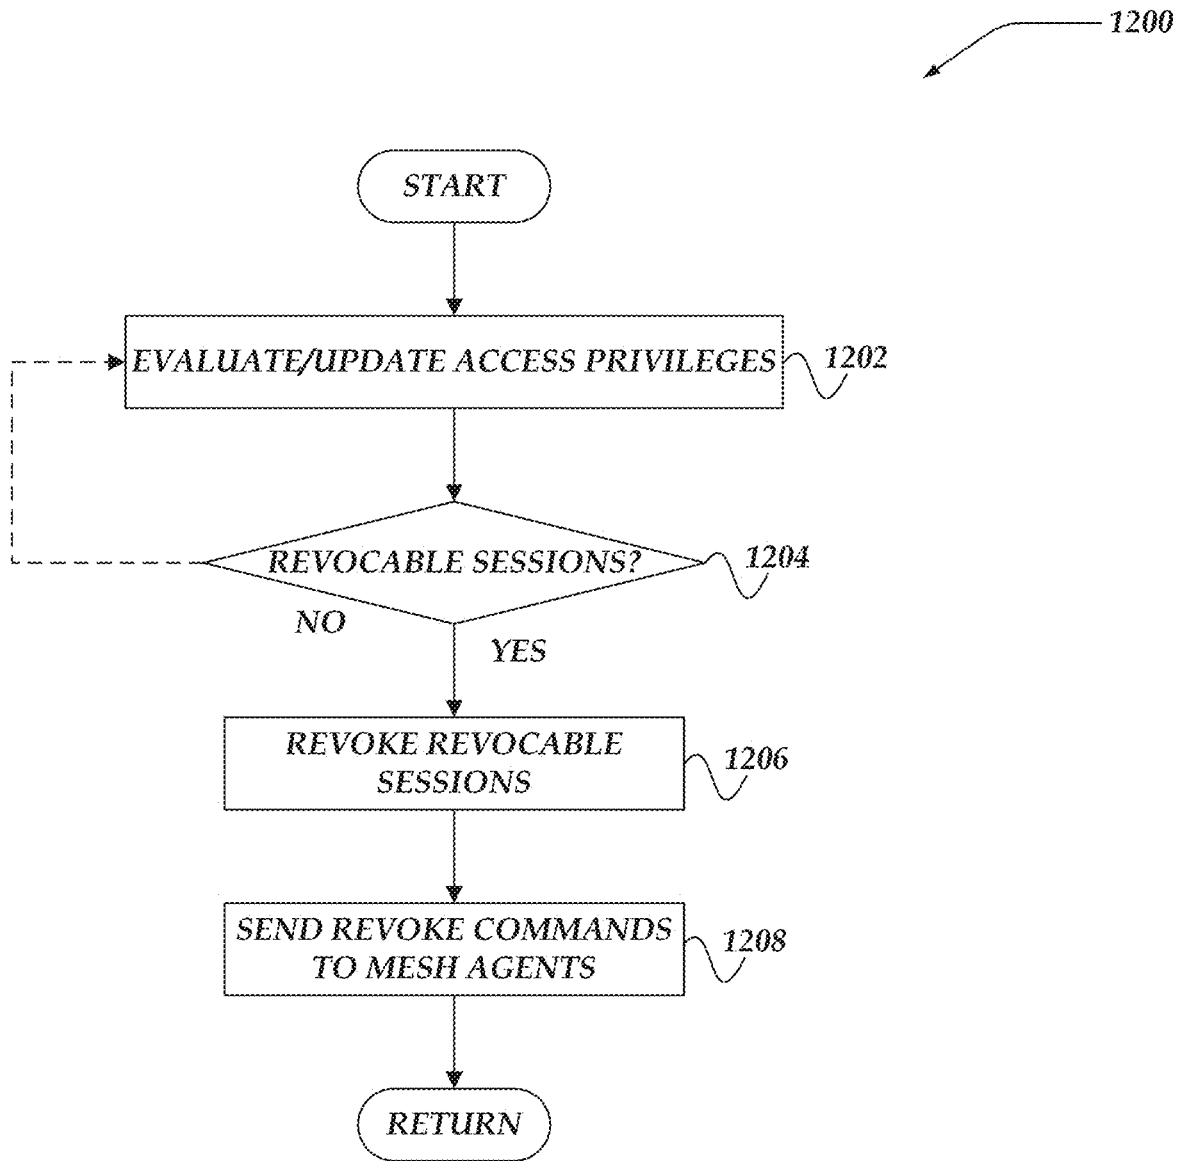 1200
START
EVALUATE/UPDATE ACCESS PRIVILEGES
1202
REVOCABLE SESSIONS?
1204
NO
YES
REVOKE REVOCABLE
SESSIONS
1206
SEND REVOKE COMMANDS
TO MESH AGENTS
1208
RETURN